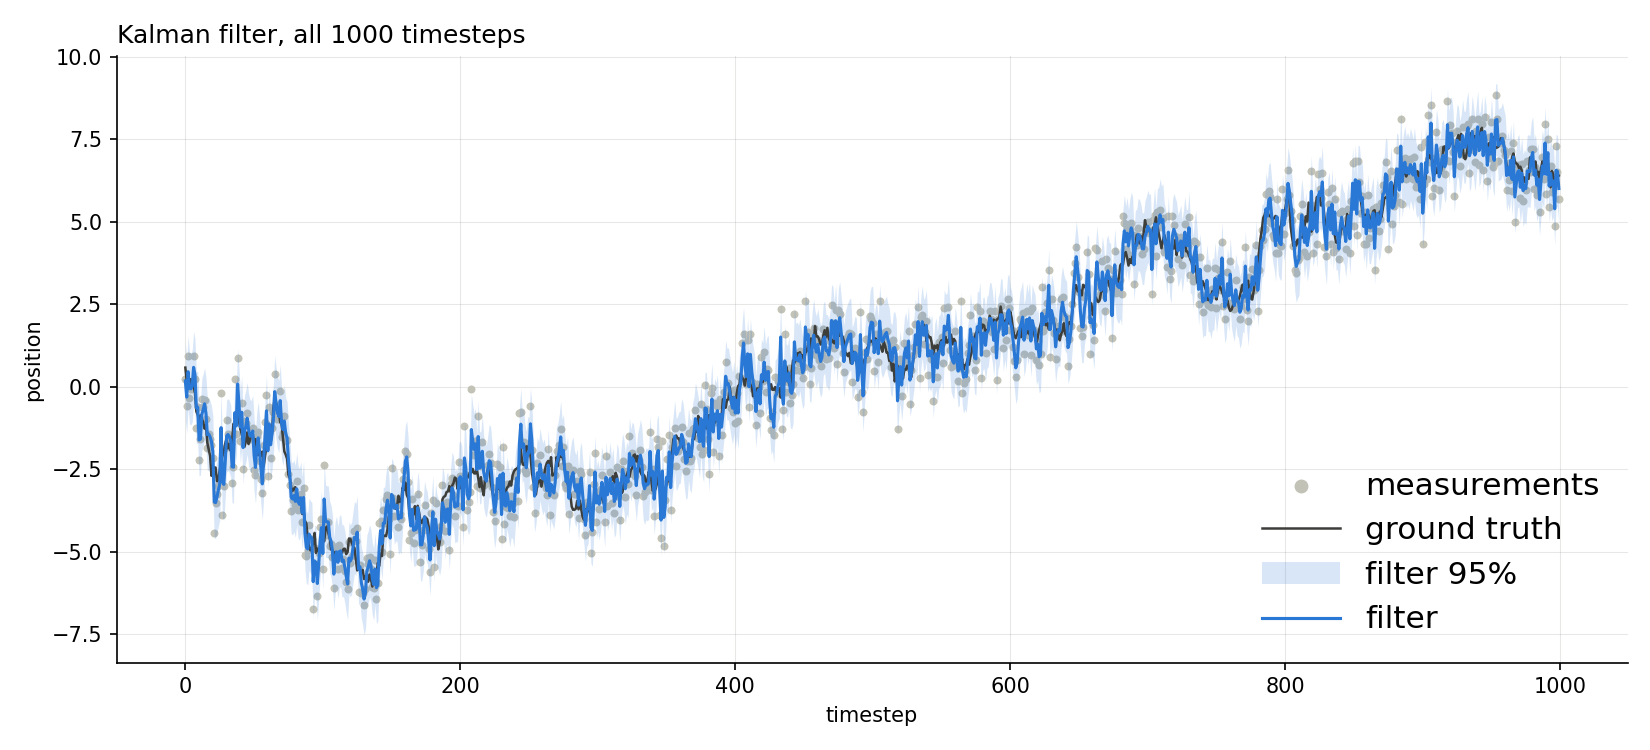 Kalman filter, all 1000 timesteps
10.0
7.5
5.0
2.5
0.0
−2.5
−5.0
−7.5
position
measurements
ground truth
filter 95%
filter
0
200
400
600
800
1000
timestep